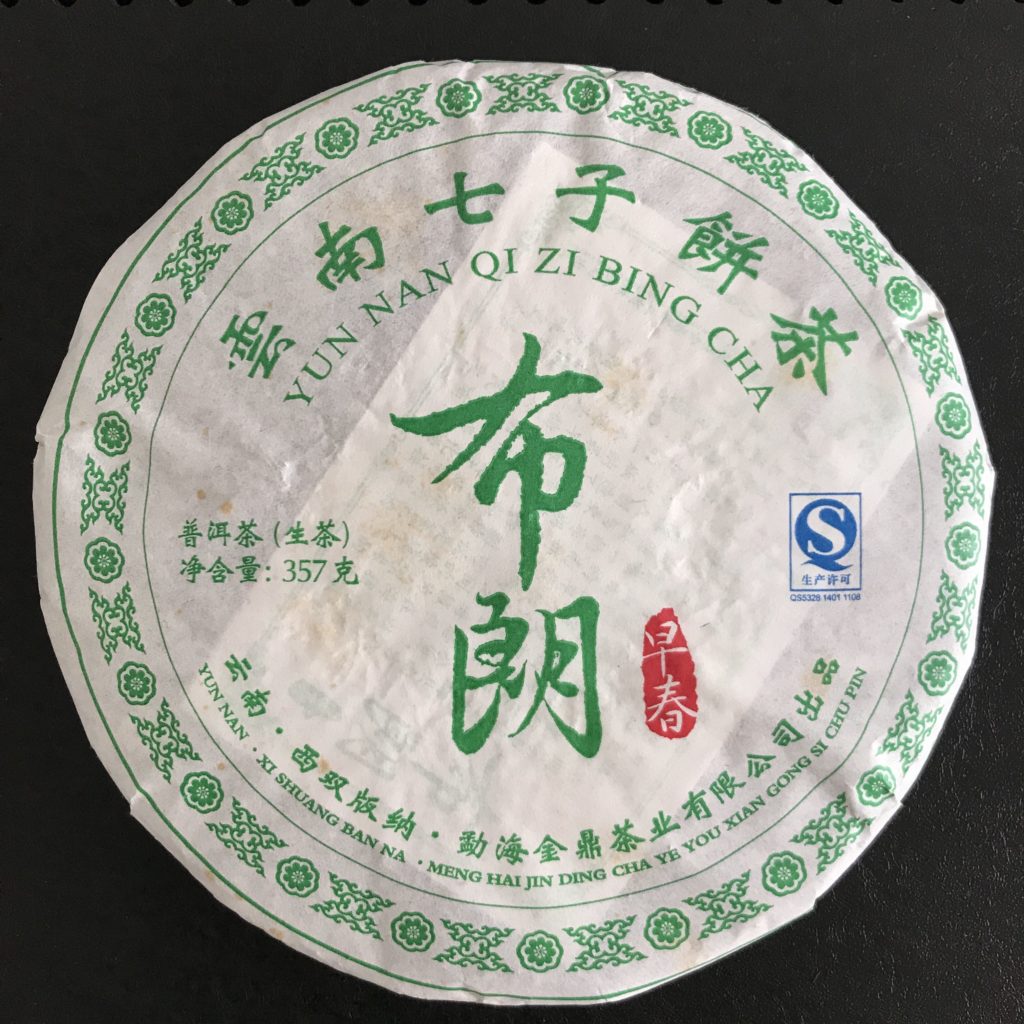 雲南七子餅茶
YUN NAN QI ZI BING CHA
布朗
早春
普洱茶 (生茶)
净含量: 357克
S
生产许可
QS5328 1401 1108
云南·西双版纳·勐海金鼎茶业有限公司出品
YUN NAN · XI SHUANG BAN NA · MENG HAI JIN DING CHA YE YOU XIAN GONG SI CHU PIN